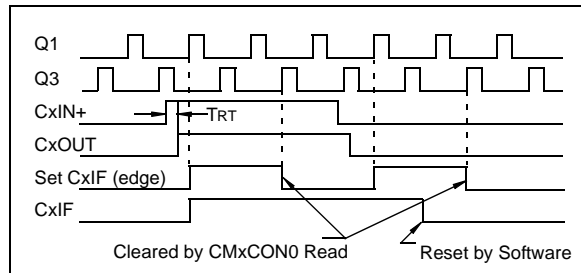 Q1
Q3
CxIN+
TRT
CxOUT
Set CxIF (edge)
CxIF
Cleared by CMxCON0 Read
Reset by Software